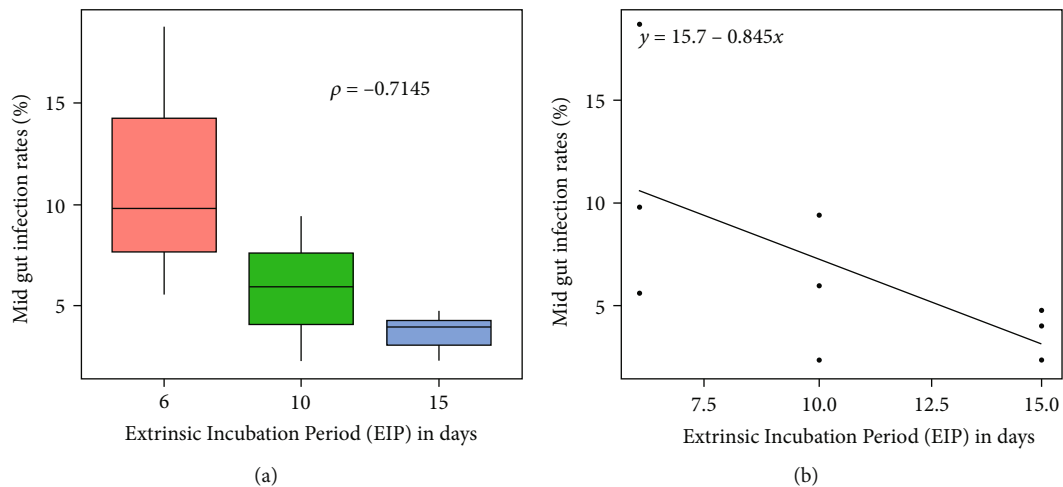 ρ = –0.7145
Mid gut infection rates (%)
15
10
5
6
10
15
Extrinsic Incubation Period (EIP) in days
(a)
y = 15.7 – 0.845x
Mid gut infection rates (%)
15
10
5
7.5
10.0
12.5
15.0
Extrinsic Incubation Period (EIP) in days
(b)